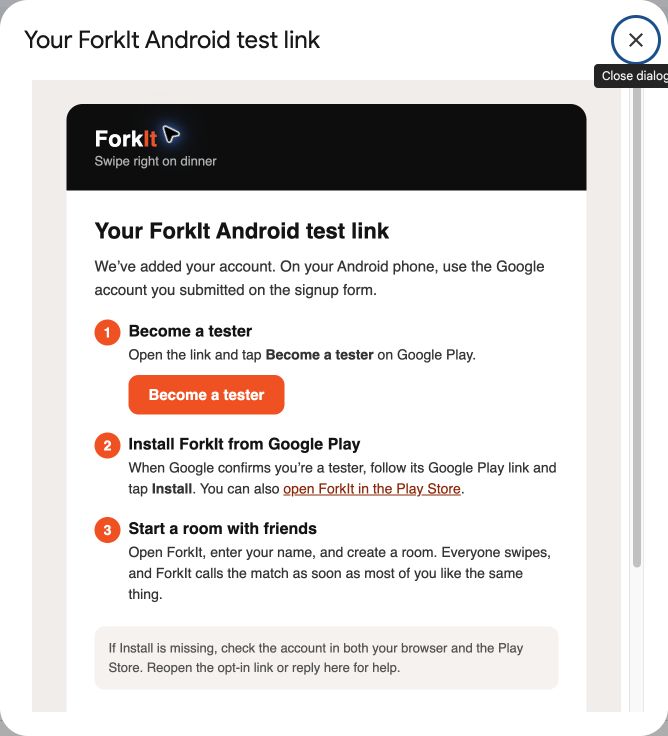 Your ForkIt Android test link
Close dialog
ForkIt
Swipe right on dinner
Your ForkIt Android test link
We’ve added your account. On your Android phone, use the Google
account you submitted on the signup form.
1 Become a tester
Open the link and tap Become a tester on Google Play.
Become a tester
2 Install ForkIt from Google Play
When Google confirms you’re a tester, follow its Google Play link and
tap Install. You can also open ForkIt in the Play Store.
3 Start a room with friends
Open ForkIt, enter your name, and create a room. Everyone swipes,
and ForkIt calls the match as soon as most of you like the same
thing.
If Install is missing, check the account in both your browser and the Play
Store. Reopen the opt-in link or reply here for help.